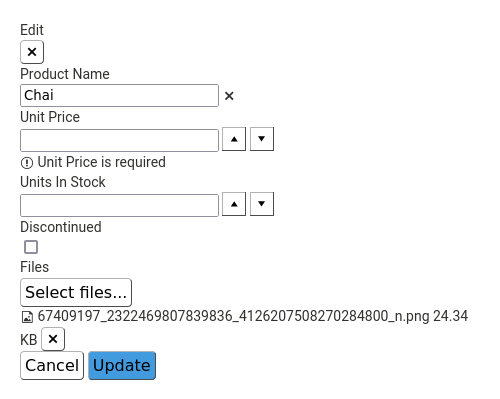 Edit
Product Name
Chai
Unit Price
Unit Price is required
Units In Stock
Discontinued
Files
Select files...
67409197_2322469807839836_4126207508270284800_n.png 24.34
KB
Cancel Update